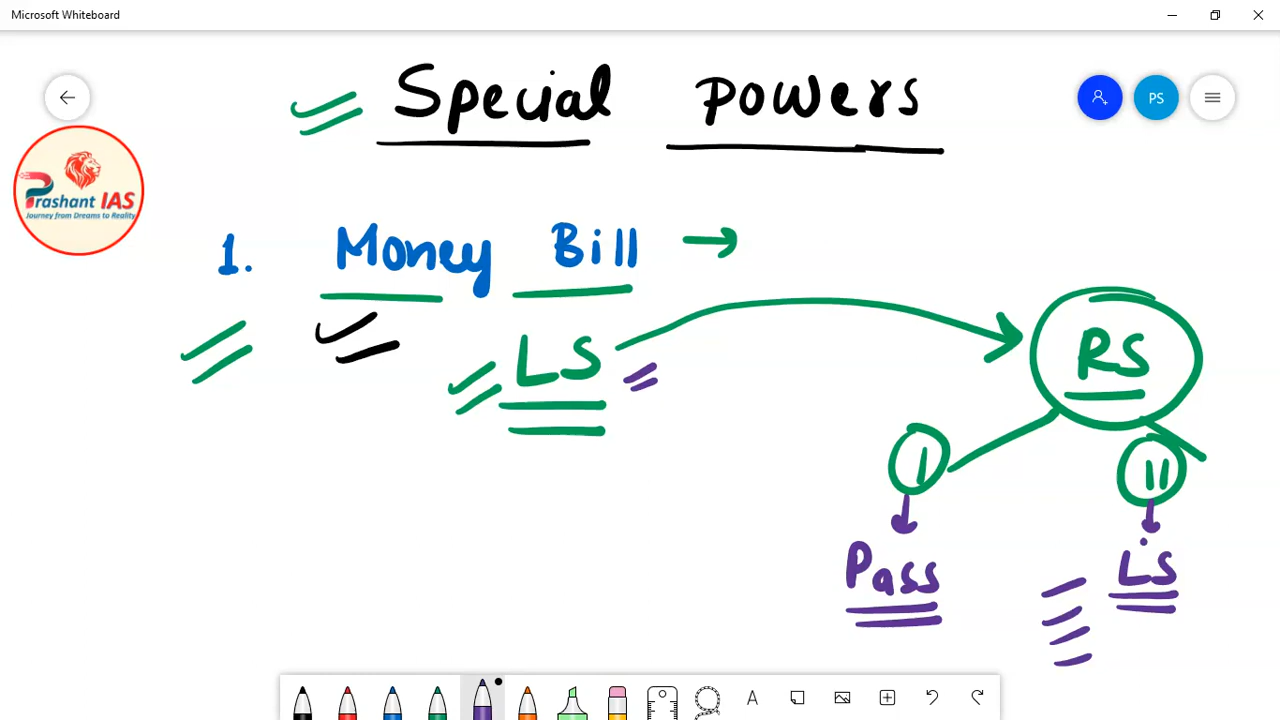 Microsoft Whiteboard
Special Powers
PS
Prashant IAS
Journey from Dreams to Reality
1. Money Bill →
LS
RS
I
II
Pass
LS
A